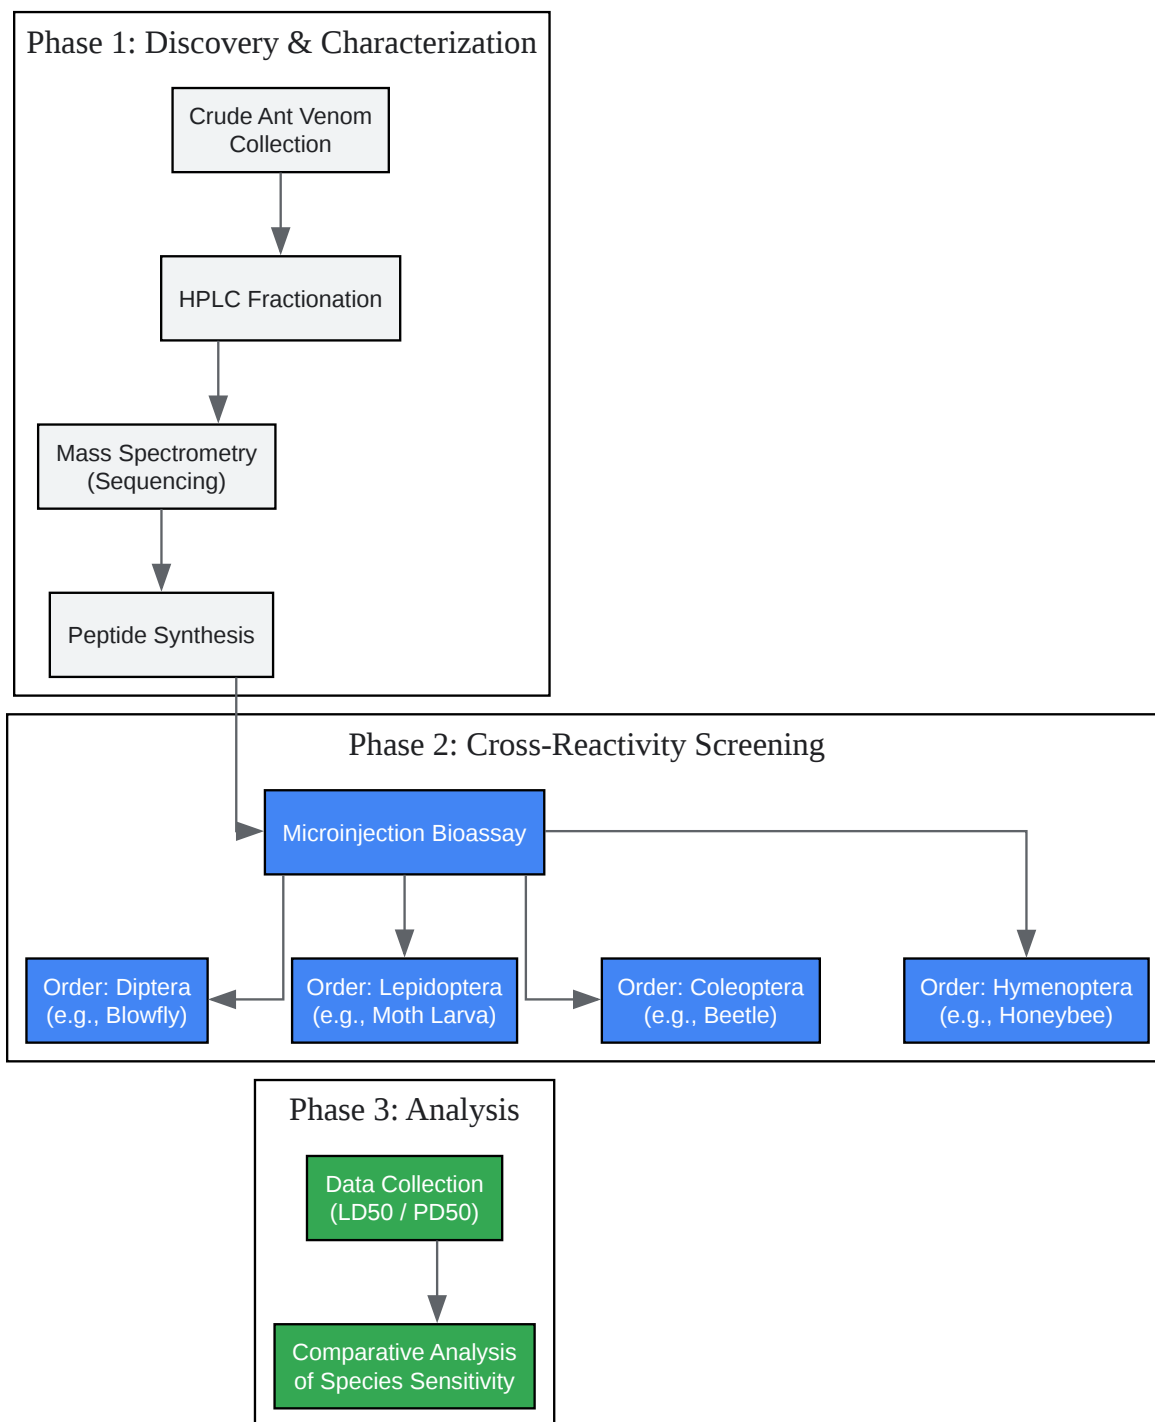 Phase 1: Discovery & Characterization
Crude Ant Venom
Collection
HPLC Fractionation
Mass Spectrometry
(Sequencing)
Peptide Synthesis
Phase 2: Cross-Reactivity Screening
Microinjection Bioassay
Order: Diptera
(e.g., Blowfly)
Order: Lepidoptera
(e.g., Moth Larva)
Order: Coleoptera
(e.g., Beetle)
Order: Hymenoptera
(e.g., Honeybee)
Phase 3: Analysis
Data Collection
(LD50 / PD50)
Comparative Analysis
of Species Sensitivity